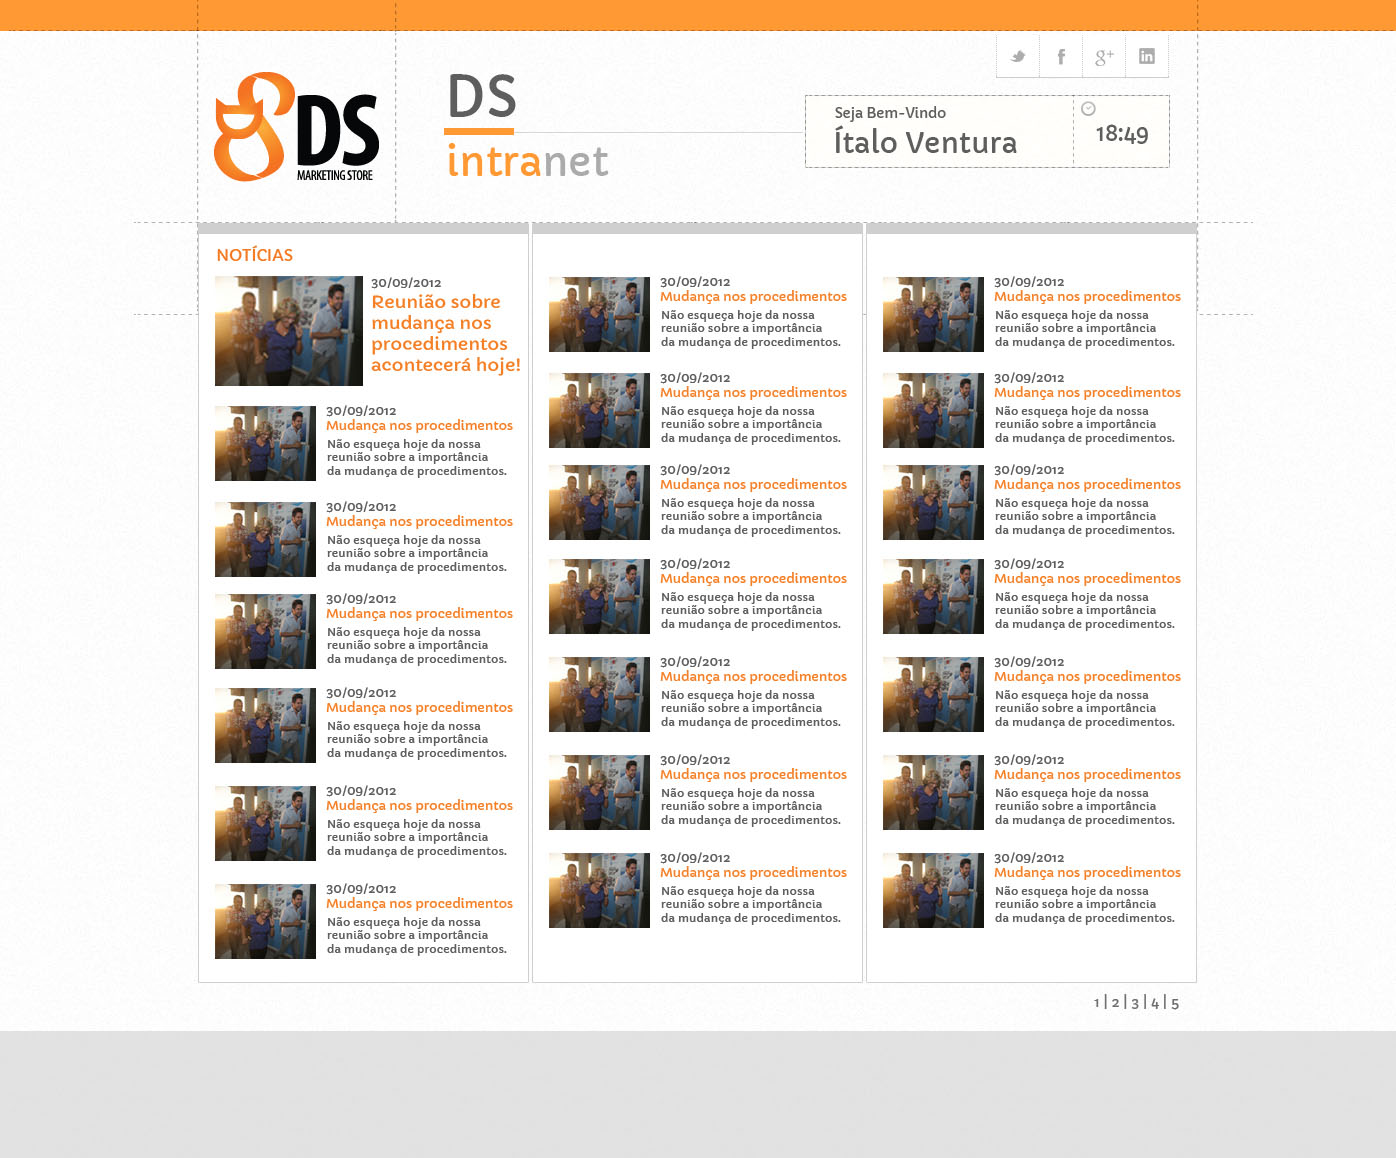 DS
MARKETING STORE
DS
intranet
Seja Bem-Vindo
Ítalo Ventura
18:49
NOTÍCIAS
30/09/2012
Reunião sobre
mudança nos
procedimentos
acontecerá hoje!
30/09/2012
Mudança nos procedimentos
Não esqueça hoje da nossa
reunião sobre a importância
da mudança de procedimentos.
30/09/2012
Mudança nos procedimentos
Não esqueça hoje da nossa
reunião sobre a importância
da mudança de procedimentos.
30/09/2012
Mudança nos procedimentos
Não esqueça hoje da nossa
reunião sobre a importância
da mudança de procedimentos.
30/09/2012
Mudança nos procedimentos
Não esqueça hoje da nossa
reunião sobre a importância
da mudança de procedimentos.
30/09/2012
Mudança nos procedimentos
Não esqueça hoje da nossa
reunião sobre a importância
da mudança de procedimentos.
30/09/2012
Mudança nos procedimentos
Não esqueça hoje da nossa
reunião sobre a importância
da mudança de procedimentos.
30/09/2012
Mudança nos procedimentos
Não esqueça hoje da nossa
reunião sobre a importância
da mudança de procedimentos.
30/09/2012
Mudança nos procedimentos
Não esqueça hoje da nossa
reunião sobre a importância
da mudança de procedimentos.
30/09/2012
Mudança nos procedimentos
Não esqueça hoje da nossa
reunião sobre a importância
da mudança de procedimentos.
30/09/2012
Mudança nos procedimentos
Não esqueça hoje da nossa
reunião sobre a importância
da mudança de procedimentos.
30/09/2012
Mudança nos procedimentos
Não esqueça hoje da nossa
reunião sobre a importância
da mudança de procedimentos.
30/09/2012
Mudança nos procedimentos
Não esqueça hoje da nossa
reunião sobre a importância
da mudança de procedimentos.
30/09/2012
Mudança nos procedimentos
Não esqueça hoje da nossa
reunião sobre a importância
da mudança de procedimentos.
30/09/2012
Mudança nos procedimentos
Não esqueça hoje da nossa
reunião sobre a importância
da mudança de procedimentos.
30/09/2012
Mudança nos procedimentos
Não esqueça hoje da nossa
reunião sobre a importância
da mudança de procedimentos.
30/09/2012
Mudança nos procedimentos
Não esqueça hoje da nossa
reunião sobre a importância
da mudança de procedimentos.
30/09/2012
Mudança nos procedimentos
Não esqueça hoje da nossa
reunião sobre a importância
da mudança de procedimentos.
30/09/2012
Mudança nos procedimentos
Não esqueça hoje da nossa
reunião sobre a importância
da mudança de procedimentos.
30/09/2012
Mudança nos procedimentos
Não esqueça hoje da nossa
reunião sobre a importância
da mudança de procedimentos.
30/09/2012
Mudança nos procedimentos
Não esqueça hoje da nossa
reunião sobre a importância
da mudança de procedimentos.
1 | 2 | 3 | 4 | 5